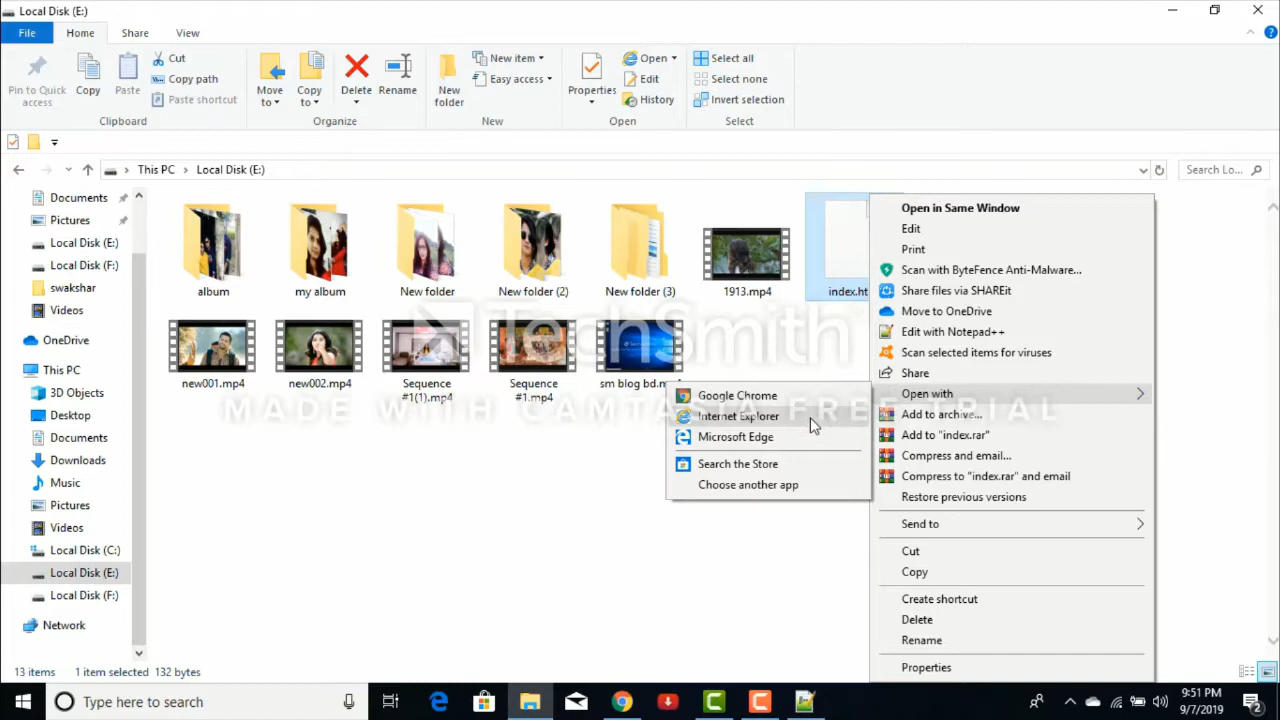 Local Disk (E:)
File Home Share View
Pin to Quick access
Copy
Paste
Cut
Copy path
Paste shortcut
Clipboard
Move to
Copy to
Delete
Rename
Organize
New folder
New item
Easy access
New
Properties
Open
Edit
History
Open
Select all
Select none
Invert selection
Select
This PC Local Disk (E:)
Search Lo...
Documents
Pictures
Local Disk (E:)
Local Disk (F:)
swakshar
Videos
OneDrive
This PC
3D Objects
Desktop
Documents
Downloads
Music
Pictures
Videos
Local Disk (C:)
Local Disk (E:)
Local Disk (F:)
Network
album
my album
New folder
New folder (2)
New folder (3)
1913.mp4
index.ht
new001.mp4
new002.mp4
Sequence #1(1).mp4
Sequence #1.mp4
sm blog bd.m
TechSmith
MADE WITH CAMTASIA FREE TRIAL
Google Chrome
Internet Explorer
Microsoft Edge
Search the Store
Choose another app
Open in Same Window
Edit
Print
Scan with ByteFence Anti-Malware...
Share files via SHAREit
Move to OneDrive
Edit with Notepad++
Scan selected items for viruses
Share
Open with
Add to archive...
Add to "index.rar"
Compress and email...
Compress to "index.rar" and email
Restore previous versions
Send to
Cut
Copy
Create shortcut
Delete
Rename
Properties
13 items 1 item selected 132 bytes
Type here to search
9:51 PM
9/7/2019
2